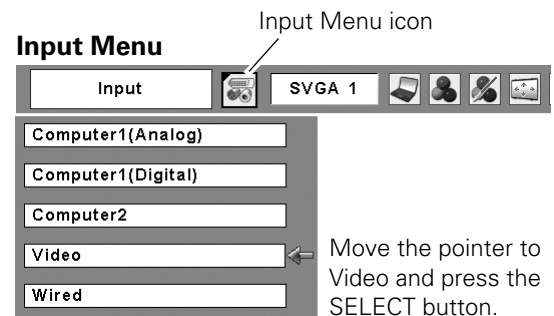 Input Menu icon
Input Menu
Input SVGA 1
Computer1(Analog)
Computer1(Digital)
Computer2
Video
Wired
Move the pointer to
Video and press the
SELECT button.